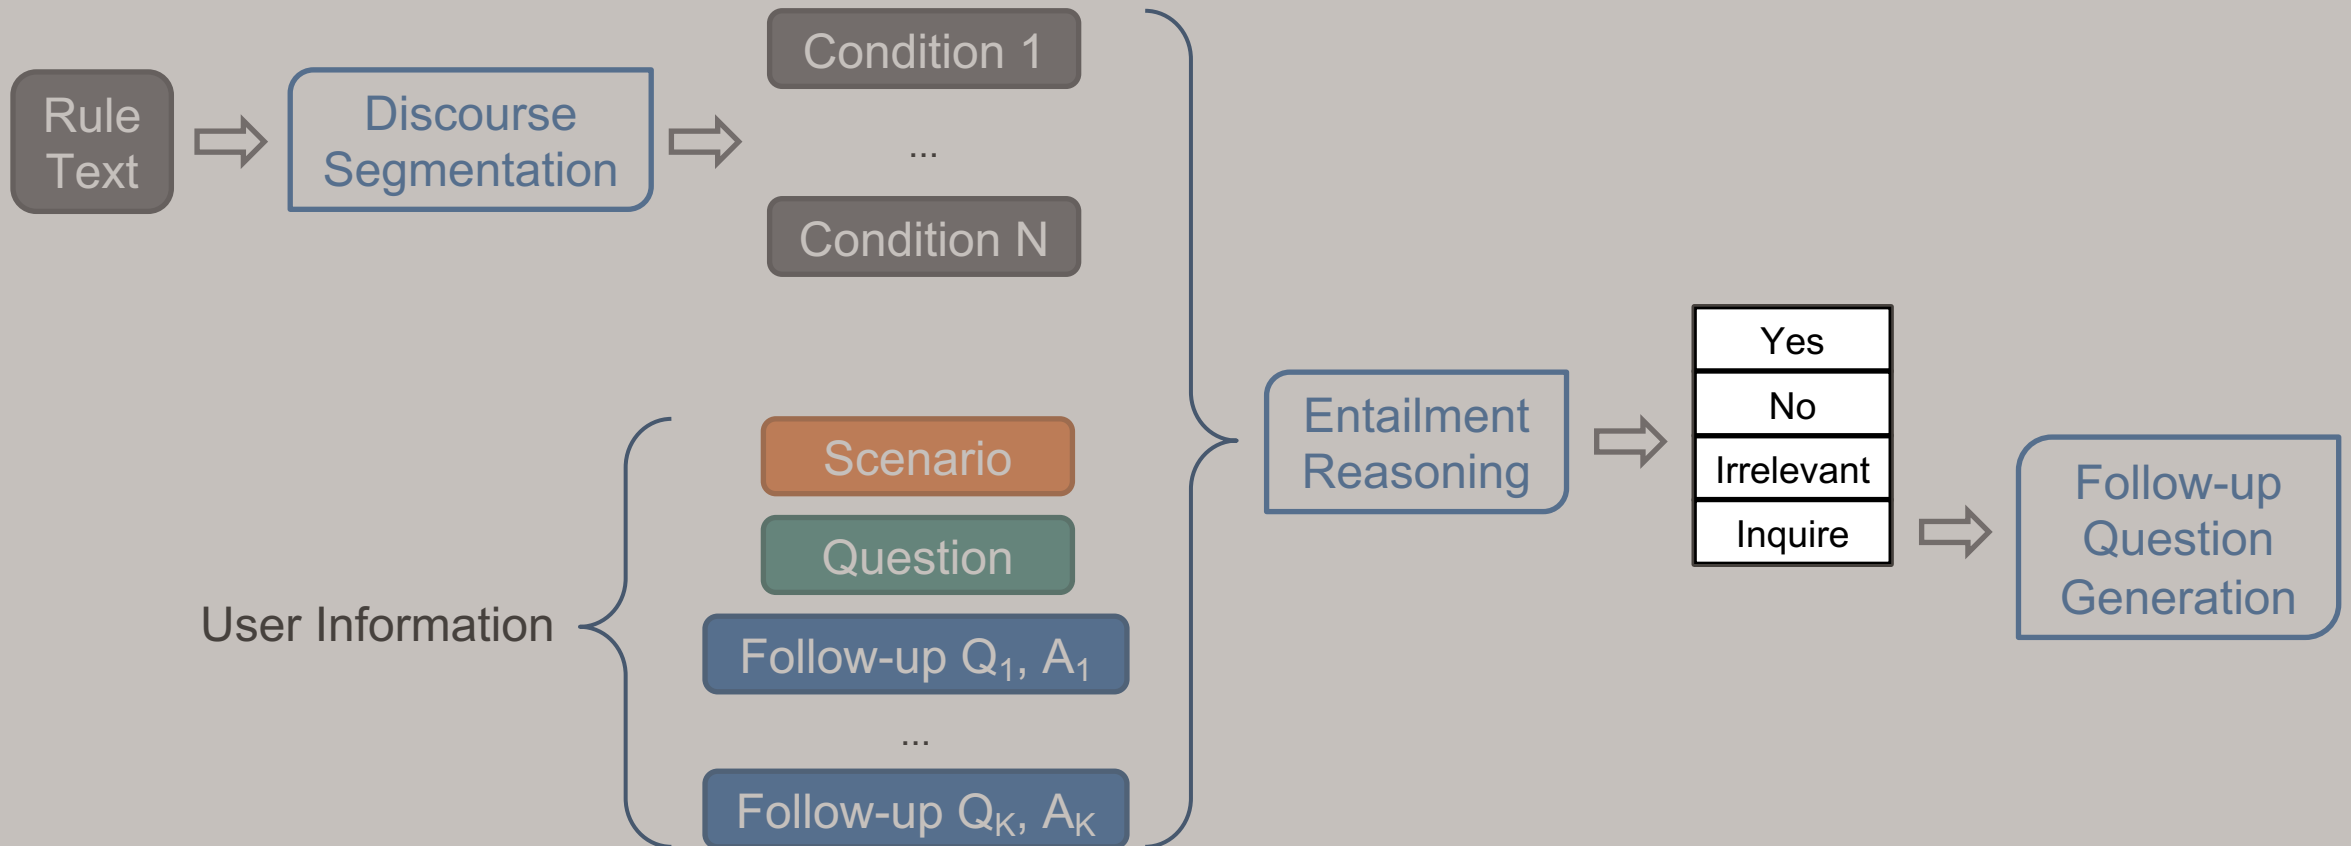 Rule
Text
Discourse
Segmentation
Condition 1
...
Condition N
User Information
Scenario
Question
Follow-up Q₁, A₁
...
Follow-up Qₖ, Aₖ
Entailment
Reasoning
Yes
No
Irrelevant
Inquire
Follow-up
Question
Generation